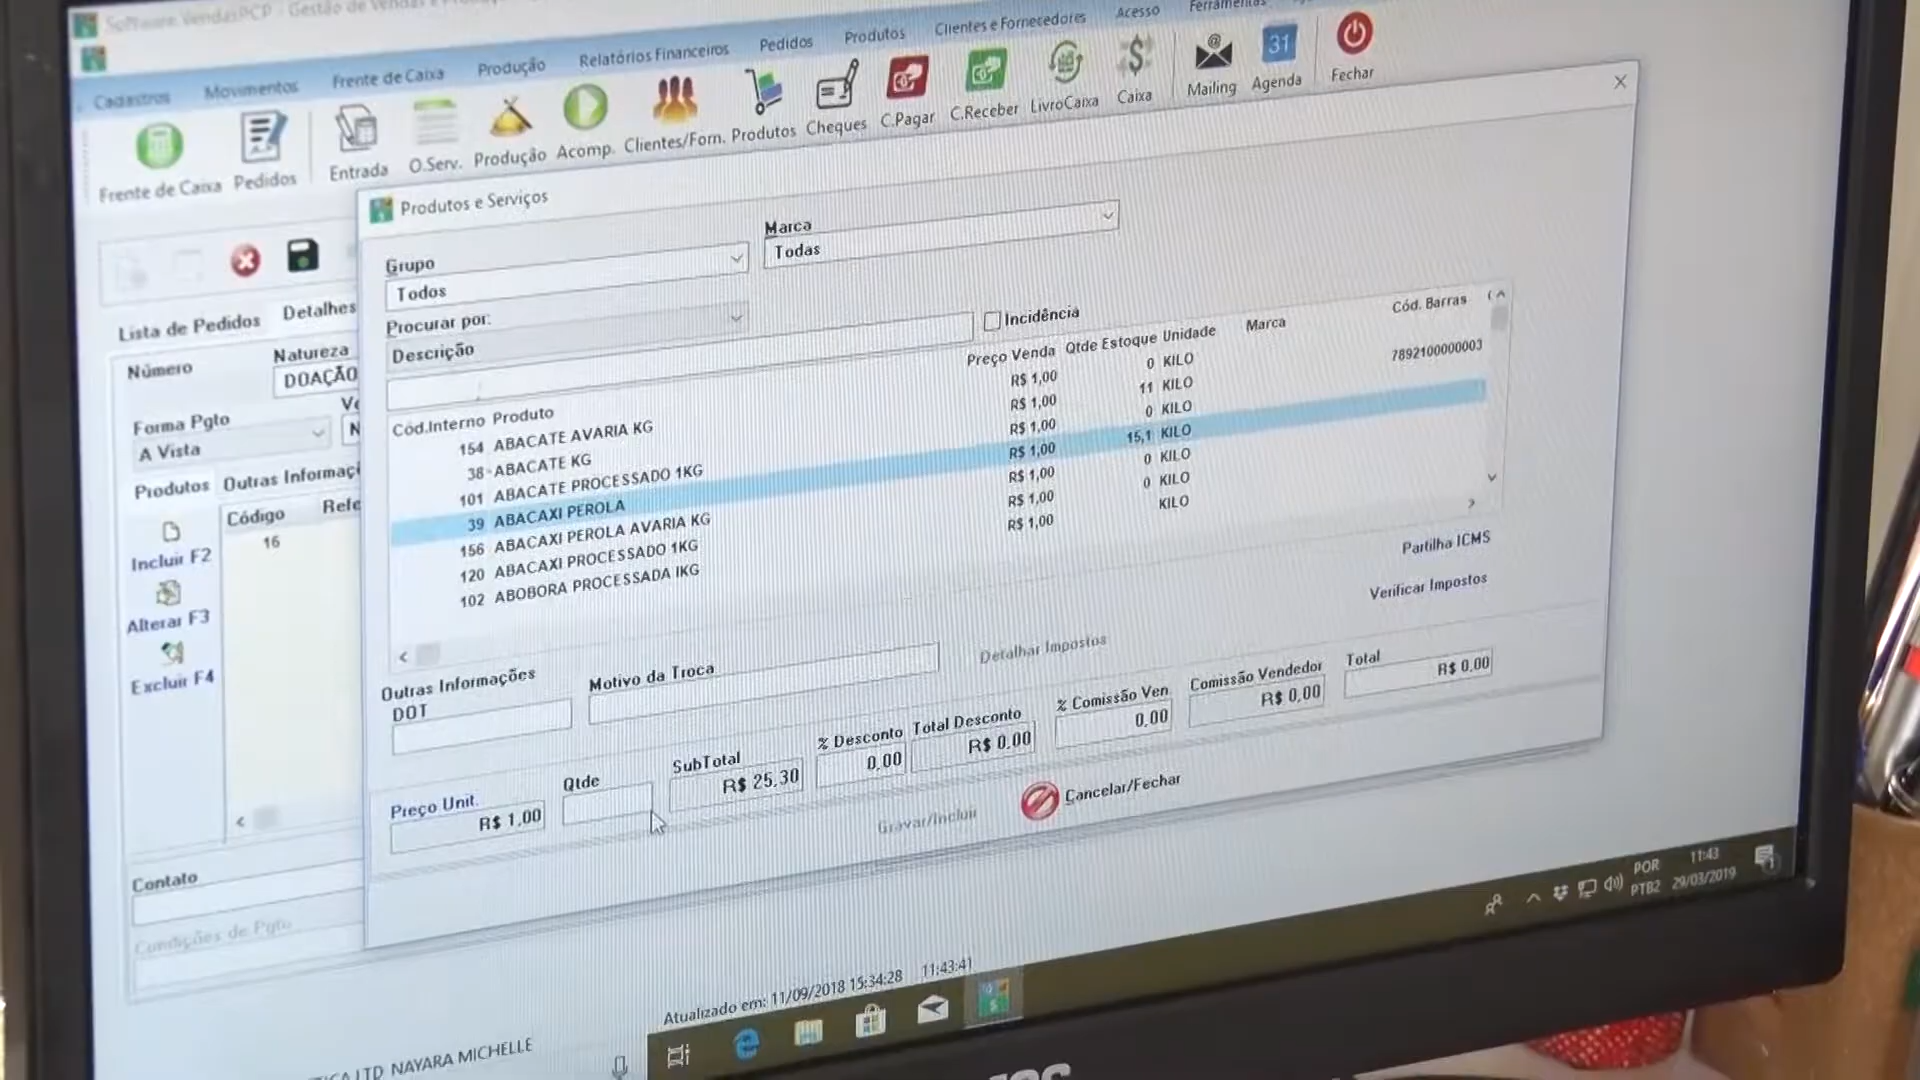 Software VendasPCP - Gestão de Vendas e
Cadastros Movimentos Frente de Caixa Produção Relatórios Financeiros Pedidos Produtos Clientes e Fornecedores Acesso Ferramentas
Frente de Caixa Pedidos Entrada O.Serv. Produção Acomp. Clientes/Forn. Produtos Cheques C.Pagar C.Receber LivroCaixa Caixa Mailing Agenda Fechar
31
Lista de Pedidos Detalhes
Número Natureza
DOAÇÃO
Forma Pgto
A Vista
Produtos Outras Informaç
Código Refe
16
Incluir F2
Alterar F3
Excluir F4
Contato
Condições de Pgto
Produtos e Serviços
Grupo
Todos
Marca
Todas
Procurar por:
Descrição
Incidência
Cód.Interno Produto Preço Venda Qtde Estoque Unidade Marca Cód. Barras
154 ABACATE AVARIA KG R$ 1,00 0 KILO 7892100000003
38 ABACATE KG R$ 1,00 11 KILO
101 ABACATE PROCESSADO 1KG R$ 1,00 0 KILO
39 ABACAXI PEROLA R$ 1,00 15,1 KILO
156 ABACAXI PEROLA AVARIA KG R$ 1,00 0 KILO
120 ABACAXI PROCESSADO 1KG R$ 1,00 0 KILO
102 ABOBORA PROCESSADA IKG R$ 1,00 KILO
Partilha ICMS
Verificar Impostos
Detalhar Impostos
Outras Informações
DOT
Motivo da Troca
Preço Unit. Qtde SubTotal % Desconto Total Desconto % Comissão Ven. Comissão Vendedor Total
R$ 1,00 R$ 25,30 0,00 R$ 0,00 0,00 R$ 0,00 R$ 0,00
Gravar/Incluir
Cancelar/Fechar
Atualizado em: 11/09/2018 15:34:28 11:43:41
LTD NAYARA MICHELLE
POR
PTB2
11:43
29/03/2019